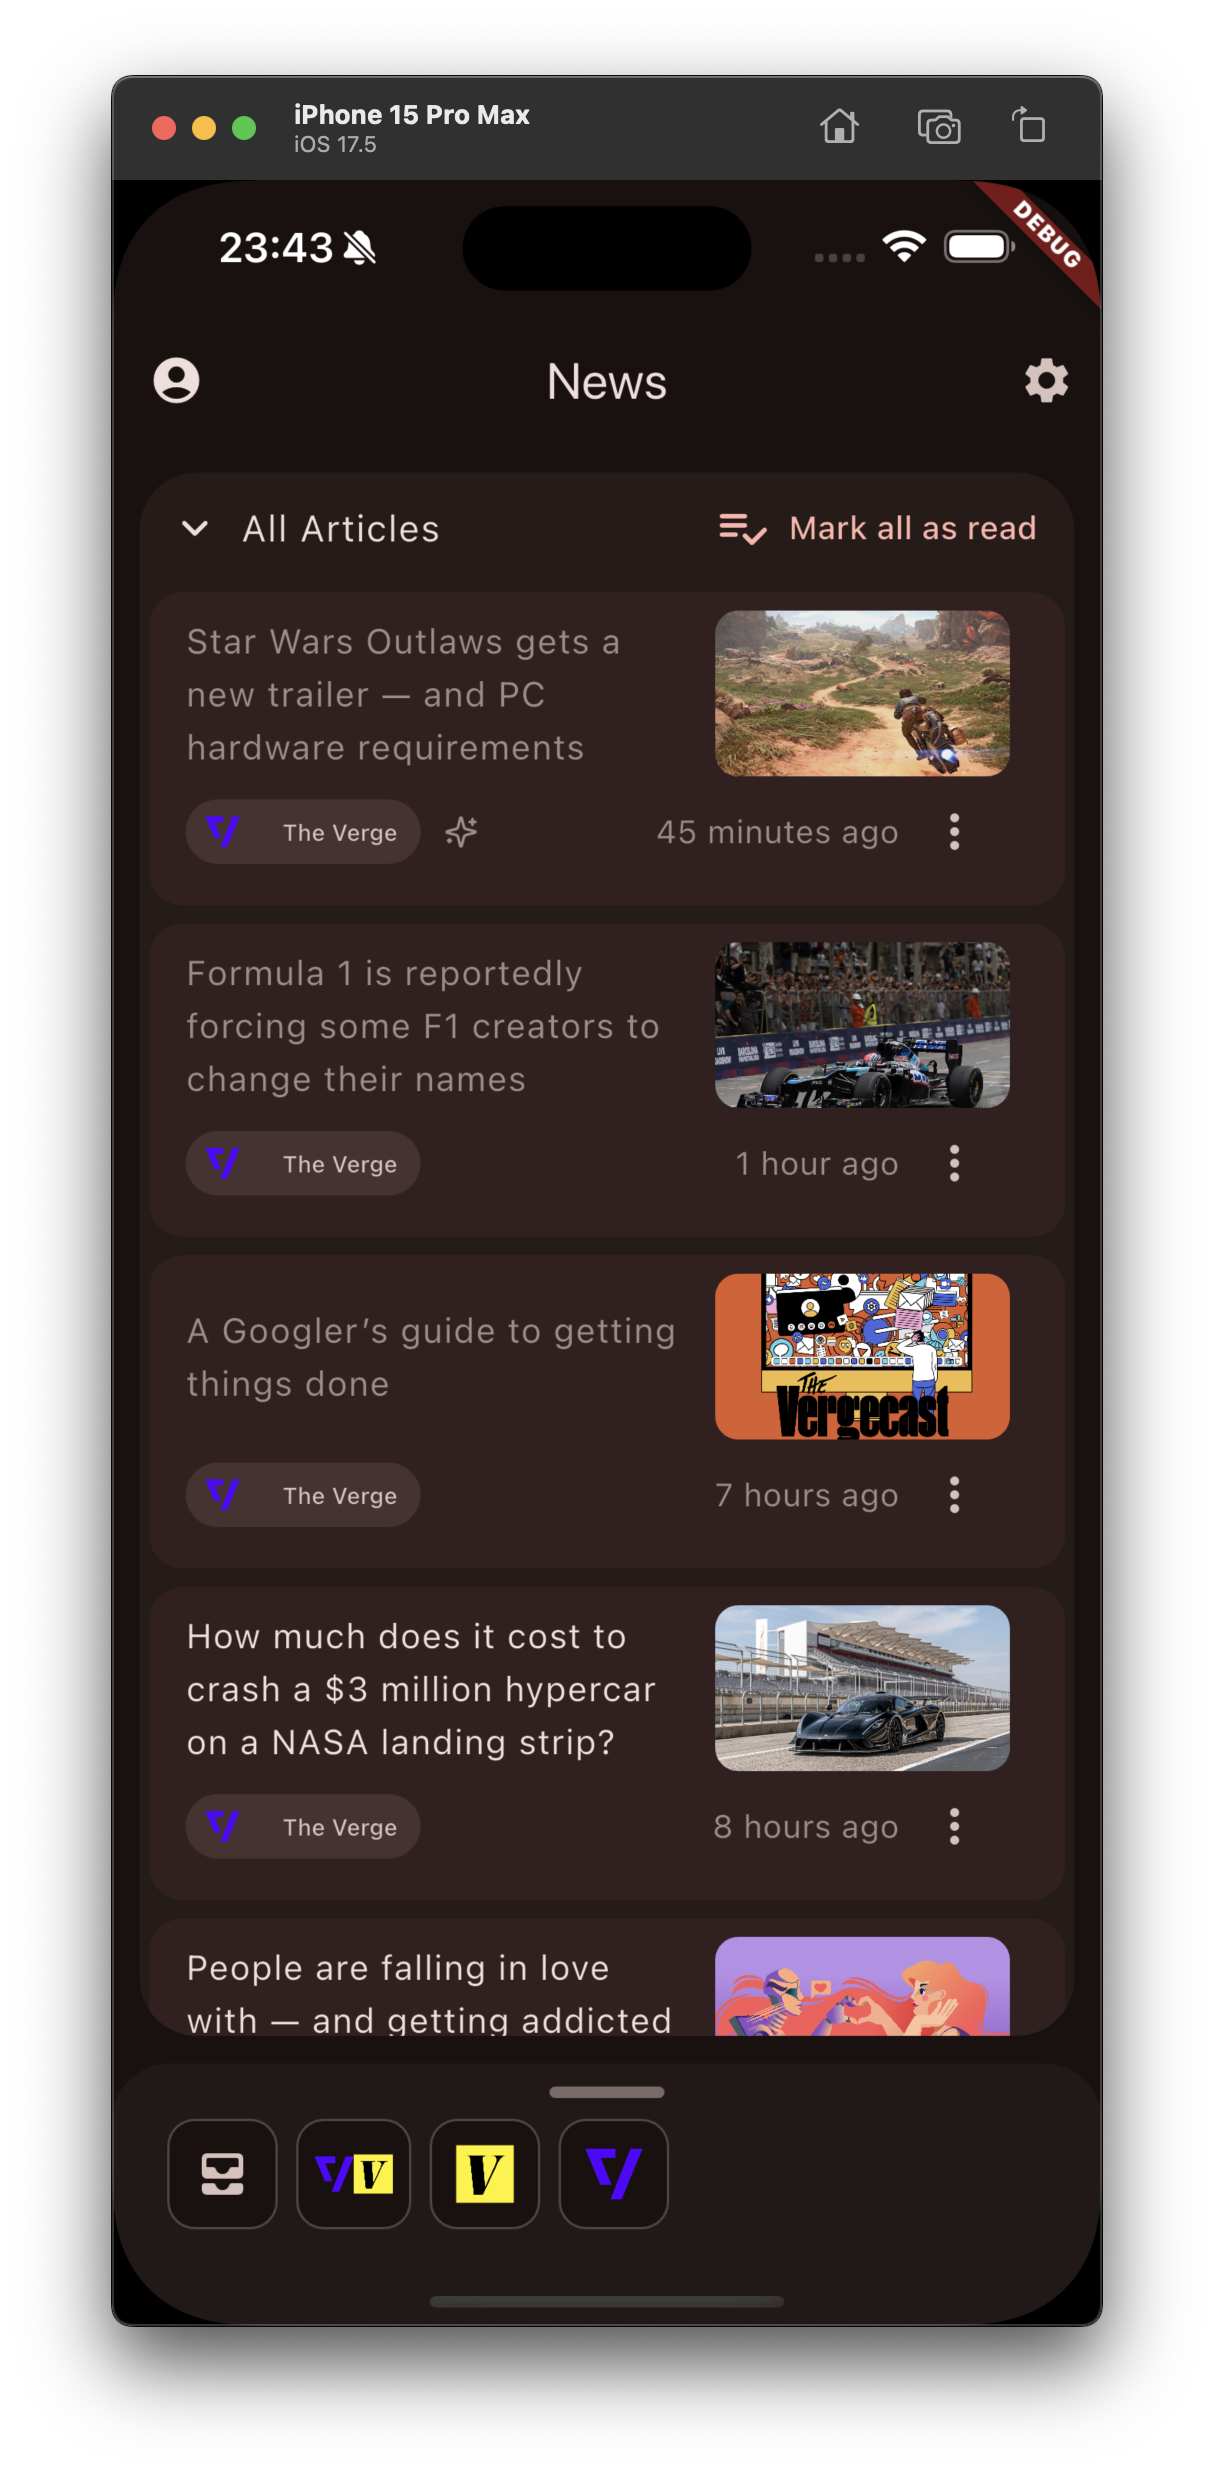 iPhone 15 Pro Max
iOS 17.5
23:43
DEBUG
News
All Articles
Mark all as read
Star Wars Outlaws gets a
new trailer — and PC
hardware requirements
The Verge
45 minutes ago
Formula 1 is reportedly
forcing some F1 creators to
change their names
The Verge
1 hour ago
A Googler’s guide to getting
things done
THE
Vergecast
The Verge
7 hours ago
How much does it cost to
crash a $3 million hypercar
on a NASA landing strip?
The Verge
8 hours ago
People are falling in love
with — and getting addicted
V
V